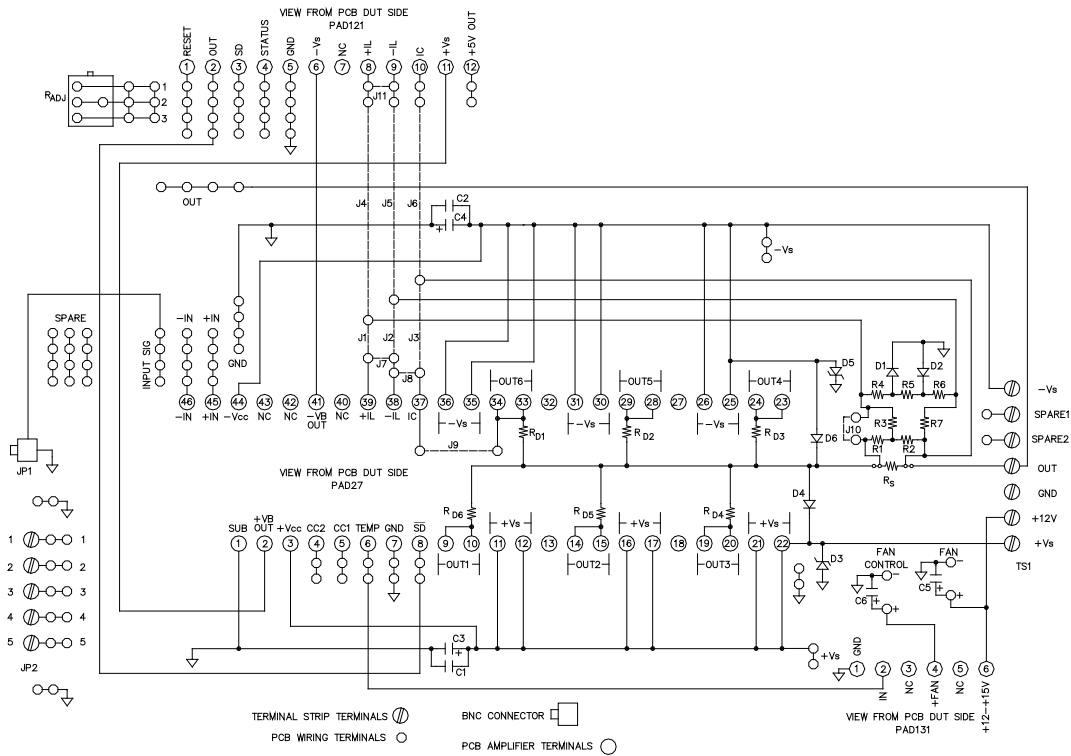 VIEW FROM PCB DUT SIDE
PAD121
RESET OUT SD STATUS GND −Vs NC +IL −IL IC +Vs +5V OUT
1 2 3 4 5 6 7 8 9 10 11 12
RADJ
1
2
3
J11
OUT
J4 J5 J6
C2
C4
+
−Vs
SPARE
INPUT SIG
−IN +IN
GND
J1 J2 J3
J7
J8
46 45 44 43 42 41 40 39 38 37 36 35 34 33 32 31 30 29 28 27 26 25 24 23
−IN +IN −Vcc NC NC −VB OUT NC +IL −IL IC
−Vs
OUT6
−Vs
OUT5
−Vs
OUT4
D5
D1 D2
R4 R5 R6
R3 R7
J10
R1 R2
RS
D6
RD1 RD2 RD3
J9
−Vs
SPARE1
SPARE2
OUT
GND
+12V
+Vs
TS1
JP1
VIEW FROM PCB DUT SIDE
PAD27
SUB +VB OUT +Vcc CC2 CC1 TEMP GND SD
1 2 3 4 5 6 7 8 9 10 11 12 13 14 15 16 17 18 19 20 21 22
RD6 +Vs RD5 +Vs RD4 +Vs
OUT1 OUT2 OUT3
D4
D3
1 1
2 2
3 3
4 4
5 5
JP2
C3
+
C1
+Vs
FAN CONTROL
−
C6
+
+
FAN
−
C5
+
+
GND IN NC +FAN NC +12−+15V
1 2 3 4 5 6
VIEW FROM PCB DUT SIDE
PAD131
TERMINAL STRIP TERMINALS
PCB WIRING TERMINALS
BNC CONNECTOR
PCB AMPLIFIER TERMINALS